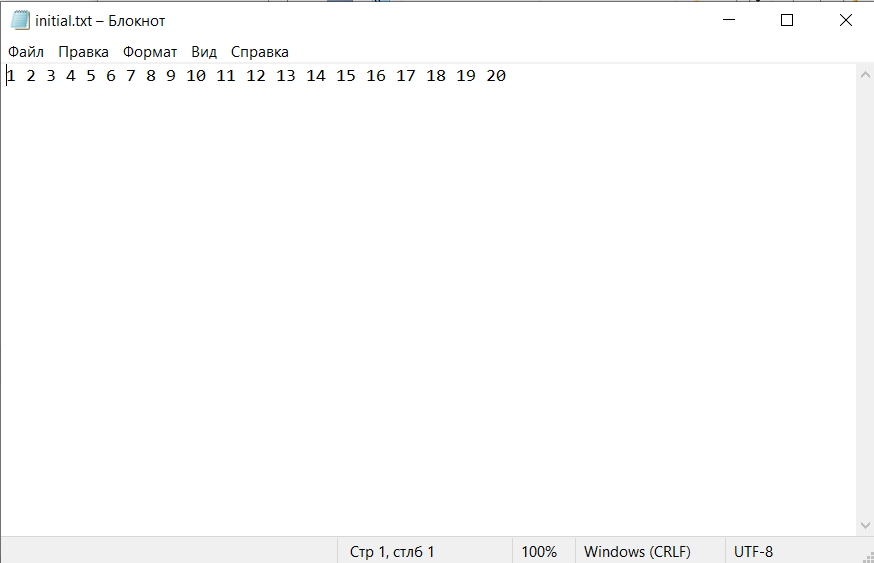 initial.txt – Блокнот
Файл Правка Формат Вид Справка
1 2 3 4 5 6 7 8 9 10 11 12 13 14 15 16 17 18 19 20
Стр 1, стлб 1 100% Windows (CRLF) UTF-8